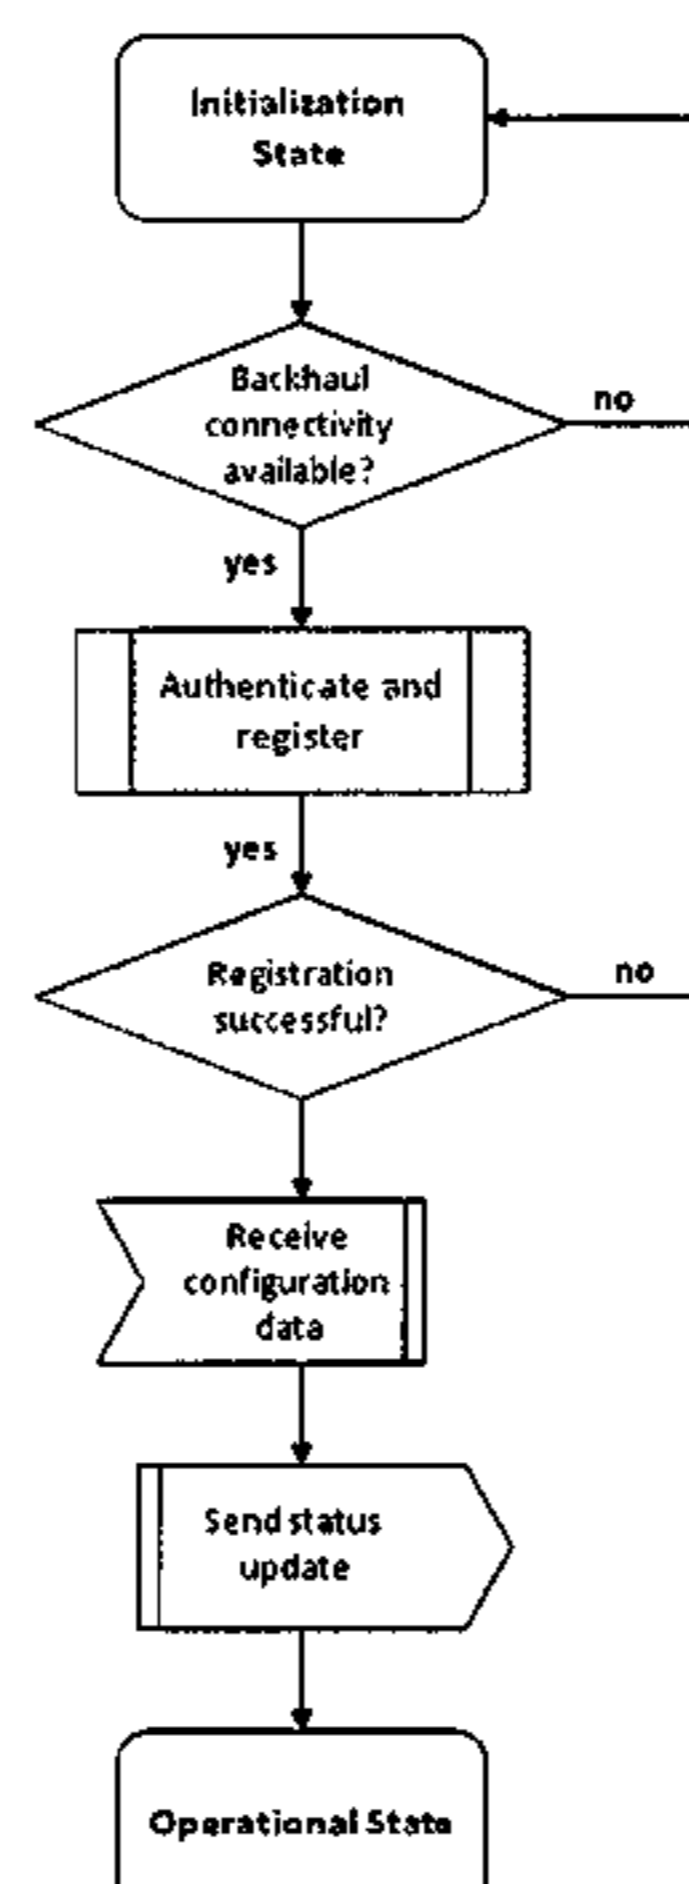 Initialization
State
Backhaul
connectivity
available?
no
yes
Authenticate and
register
yes
Registration
successful?
no
Receive
configuration
data
Send status
update
Operational State